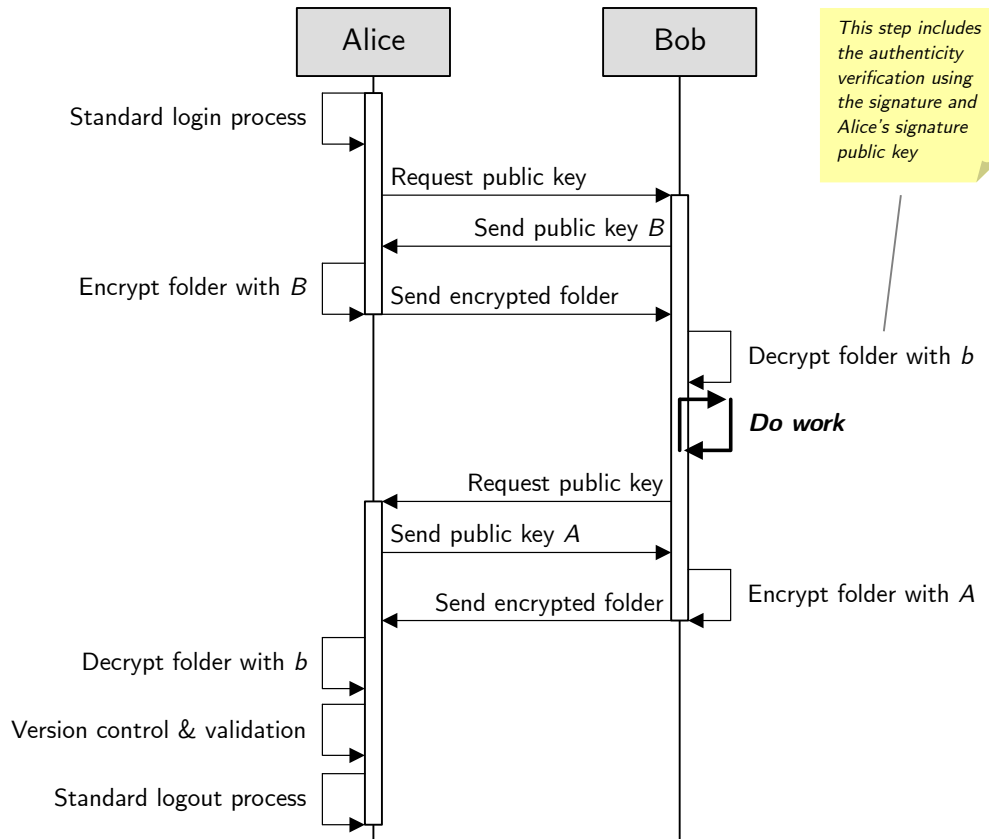 Alice
Bob
This step includes
the authenticity
verification using
the signature and
Alice's signature
public key
Standard login process
Request public key
Send public key B
Encrypt folder with B
Send encrypted folder
Decrypt folder with b
Do work
Request public key
Send public key A
Encrypt folder with A
Send encrypted folder
Decrypt folder with b
Version control & validation
Standard logout process